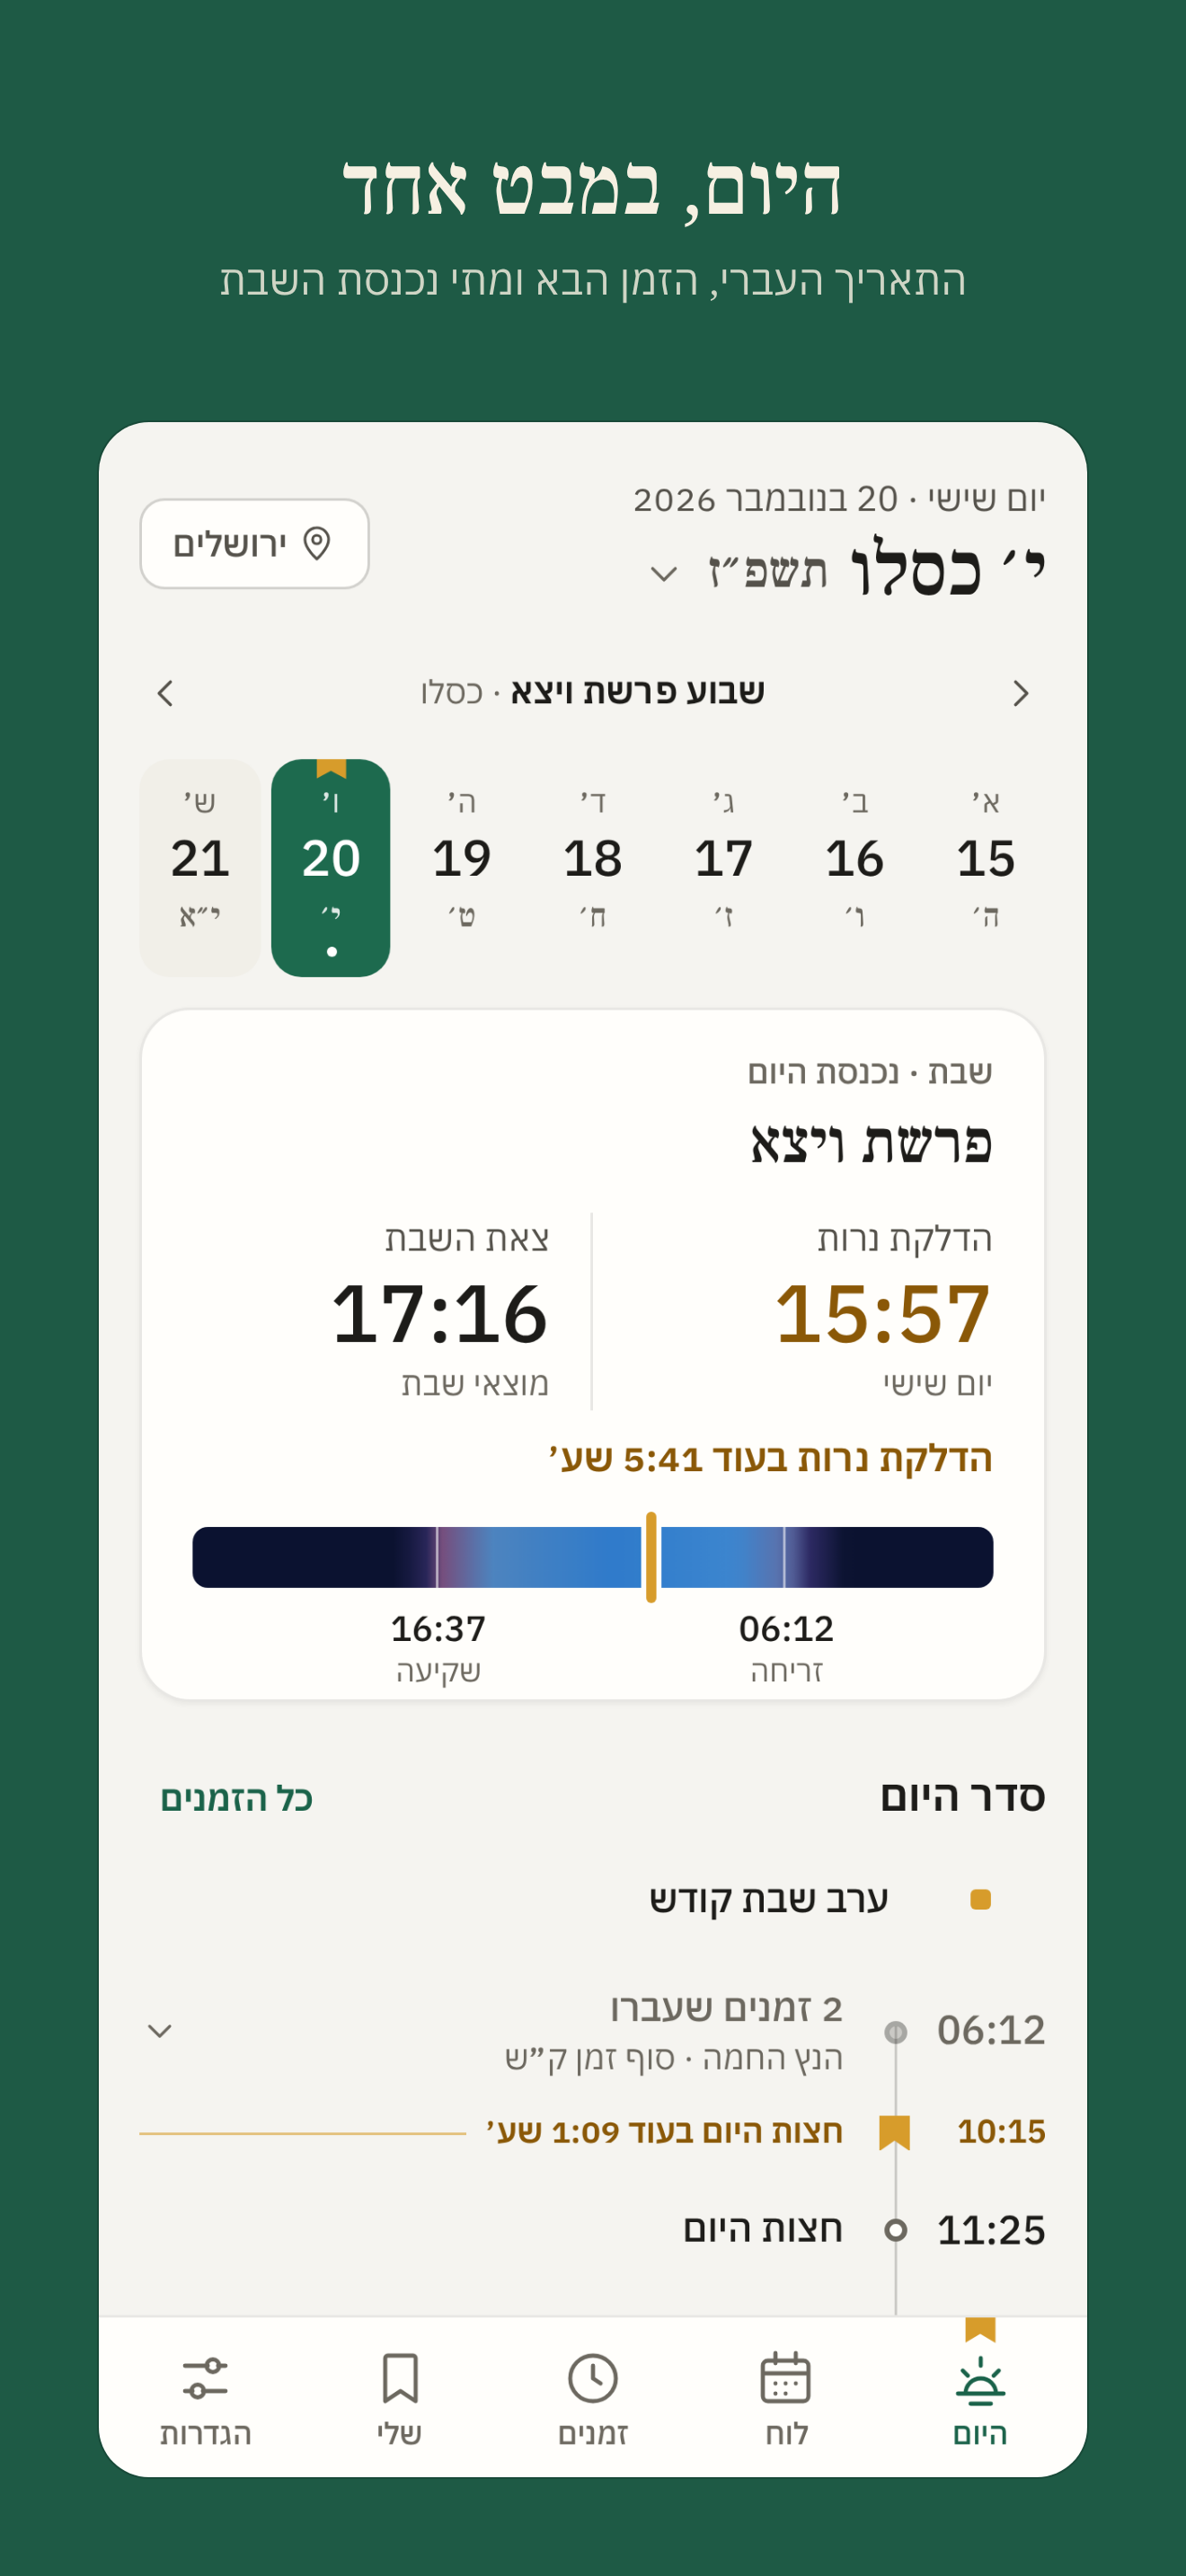 היום, במבט אחד
התאריך העברי, הזמן הבא ומתי נכנסת השבת
יום שישי · 20 בנובמבר 2026
י׳ כסלו תשפ״ז
ירושלים
שבוע פרשת ויצא · כסלו
א׳ ב׳ ג׳ ד׳ ה׳ ו׳ ש׳
15 16 17 18 19 20 21
ה׳ ו׳ ז׳ ח׳ ט׳ י׳ י״א
שבת · נכנסת היום
פרשת ויצא
הדלקת נרות
15:57
יום שישי
צאת השבת
17:16
מוצאי שבת
הדלקת נרות בעוד 5:41 שע׳
06:12 16:37
זריחה שקיעה
סדר היום כל הזמנים
ערב שבת קודש
06:12 2 זמנים שעברו
הנץ החמה · סוף זמן ק״ש
10:15 חצות היום בעוד 1:09 שע׳
11:25 חצות היום
היום לוח זמנים שלי הגדרות